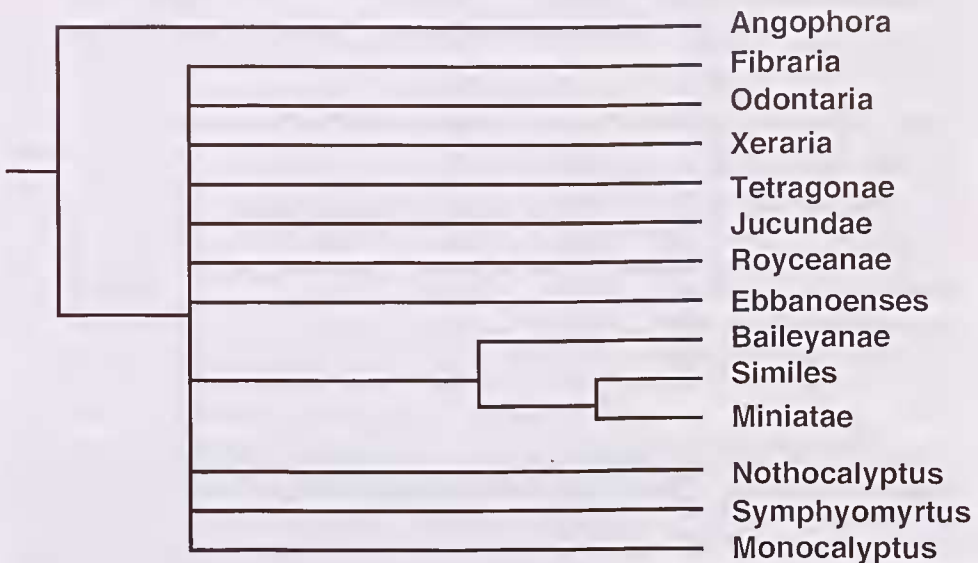 Angophora
Fibraria
Odontaria
Xeraria
Tetragonae
Jucundae
Royceanae
Ebbanoenses
Baileyanae
Similes
Miniatae
Nothocalyptus
Symphyomyrtus
Monocalyptus